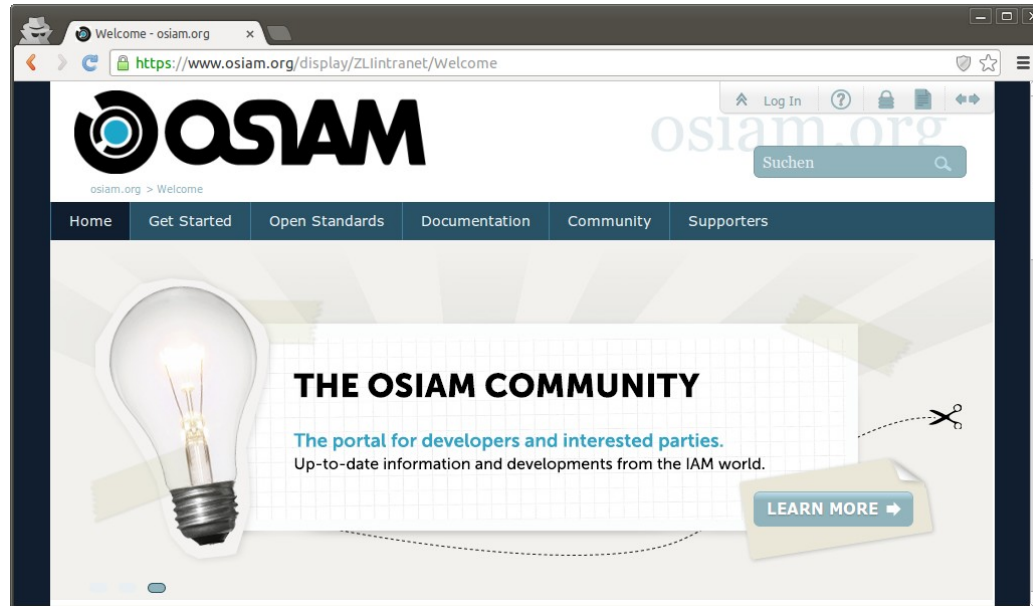 Welcome - osiam.org ×
https://www.osiam.org/display/ZLIintranet/Welcome
OSIAM
Log In ?
osiam.org
Suchen
osiam.org > Welcome
Home Get Started Open Standards Documentation Community Supporters
THE OSIAM COMMUNITY
The portal for developers and interested parties.
Up-to-date information and developments from the IAM world.
LEARN MORE